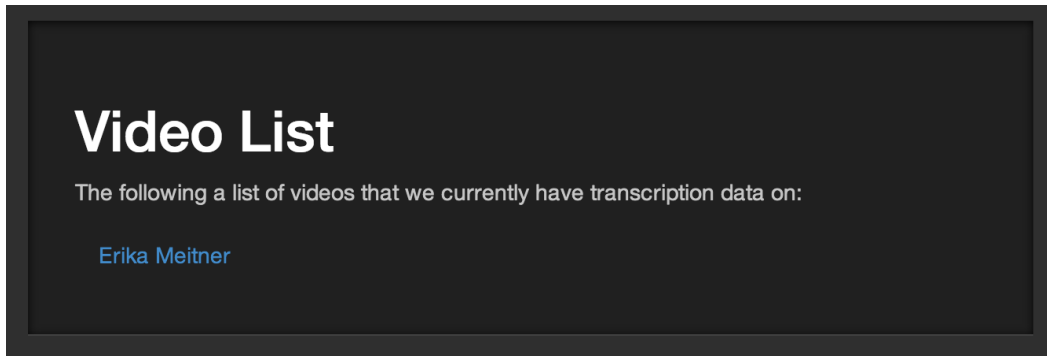 Video List
The following a list of videos that we currently have transcription data on:
Erika Meitner